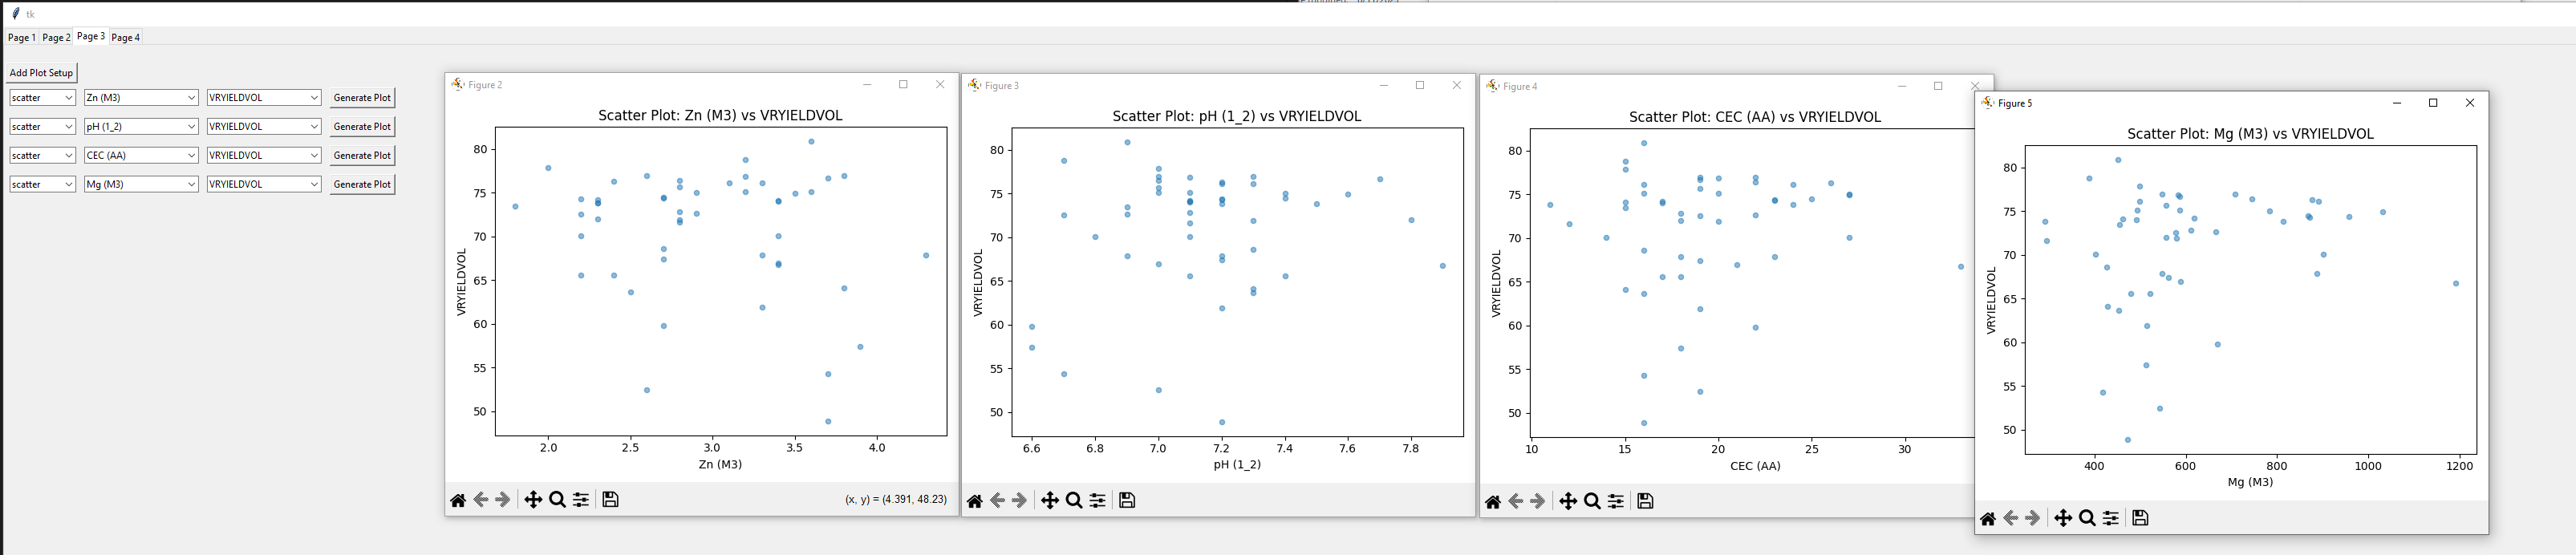 tk
Page 1 Page 2 Page 3 Page 4
Add Plot Setup
scatter Zn (M3) VRYIELDVOL Generate Plot
scatter pH (1_2) VRYIELDVOL Generate Plot
scatter CEC (AA) VRYIELDVOL Generate Plot
scatter Mg (M3) VRYIELDVOL Generate Plot
Figure 2
Scatter Plot: Zn (M3) vs VRYIELDVOL
VRYIELDVOL
80
75
70
65
60
55
50
2.0 2.5 3.0 3.5 4.0
Zn (M3)
(x, y) = (4.391, 48.23)
Figure 3
Scatter Plot: pH (1_2) vs VRYIELDVOL
VRYIELDVOL
80
75
70
65
60
55
50
6.6 6.8 7.0 7.2 7.4 7.6 7.8
pH (1_2)
Figure 4
Scatter Plot: CEC (AA) vs VRYIELDVOL
VRYIELDVOL
80
75
70
65
60
55
50
10 15 20 25 30
CEC (AA)
Figure 5
Scatter Plot: Mg (M3) vs VRYIELDVOL
VRYIELDVOL
80
75
70
65
60
55
50
400 600 800 1000 1200
Mg (M3)